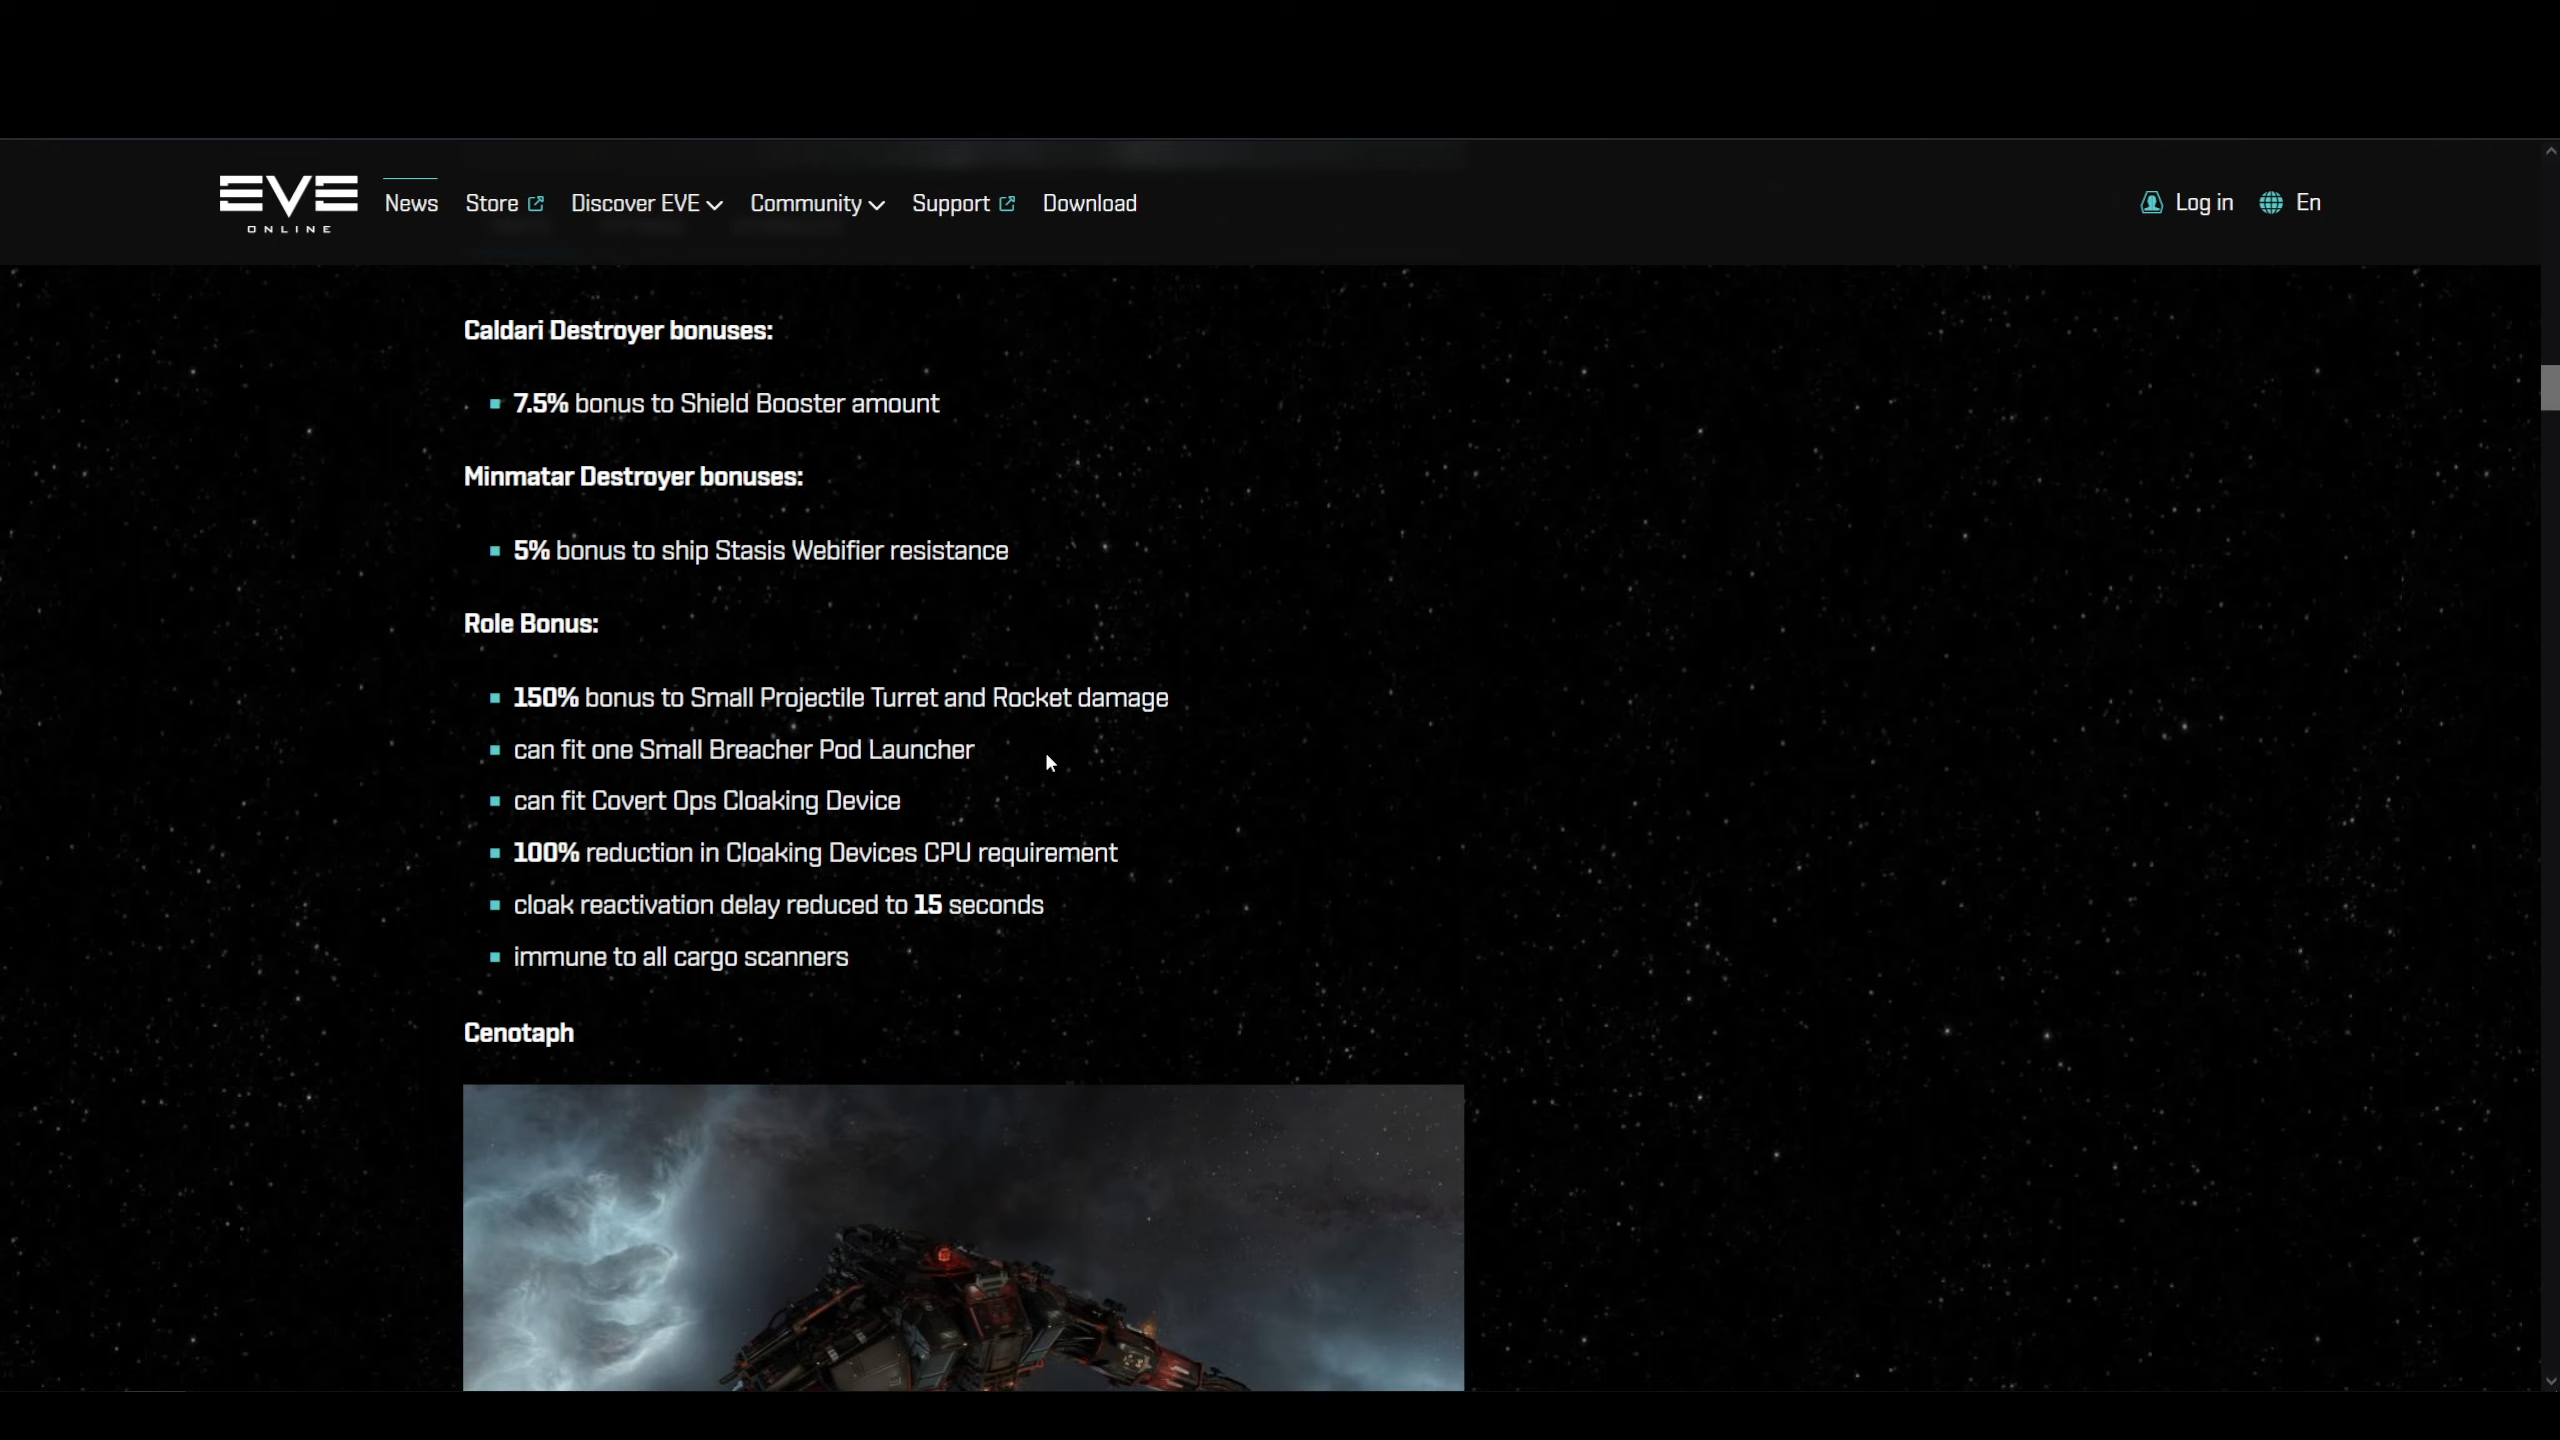 EVE
ONLINE
News Store Discover EVE Community Support Download
Log in En
Caldari Destroyer bonuses:
7.5% bonus to Shield Booster amount
Minmatar Destroyer bonuses:
5% bonus to ship Stasis Webifier resistance
Role Bonus:
150% bonus to Small Projectile Turret and Rocket damage
can fit one Small Breacher Pod Launcher
can fit Covert Ops Cloaking Device
100% reduction in Cloaking Devices CPU requirement
cloak reactivation delay reduced to 15 seconds
immune to all cargo scanners
Cenotaph